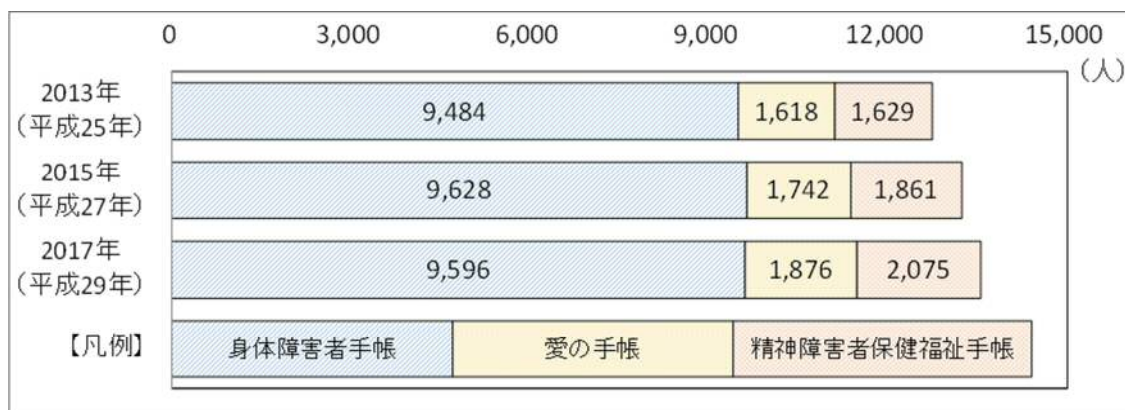 0 3,000 6,000 9,000 12,000 15,000
(人)
2013年
(平成25年)
9,484 1,618 1,629
2015年
(平成27年)
9,628 1,742 1,861
2017年
(平成29年)
9,596 1,876 2,075
【凡例】 身体障害者手帳 愛の手帳 精神障害者保健福祉手帳